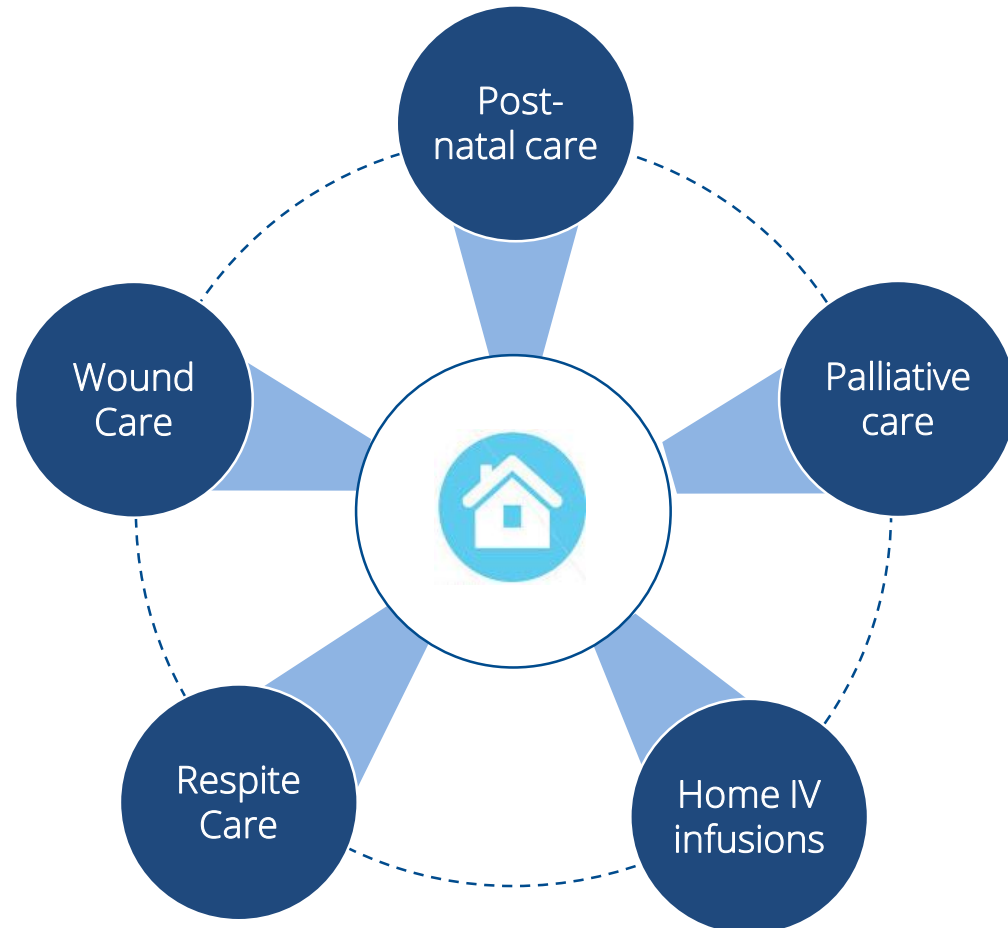 Post-
natal care
Palliative
care
Home IV
infusions
Respite
Care
Wound
Care